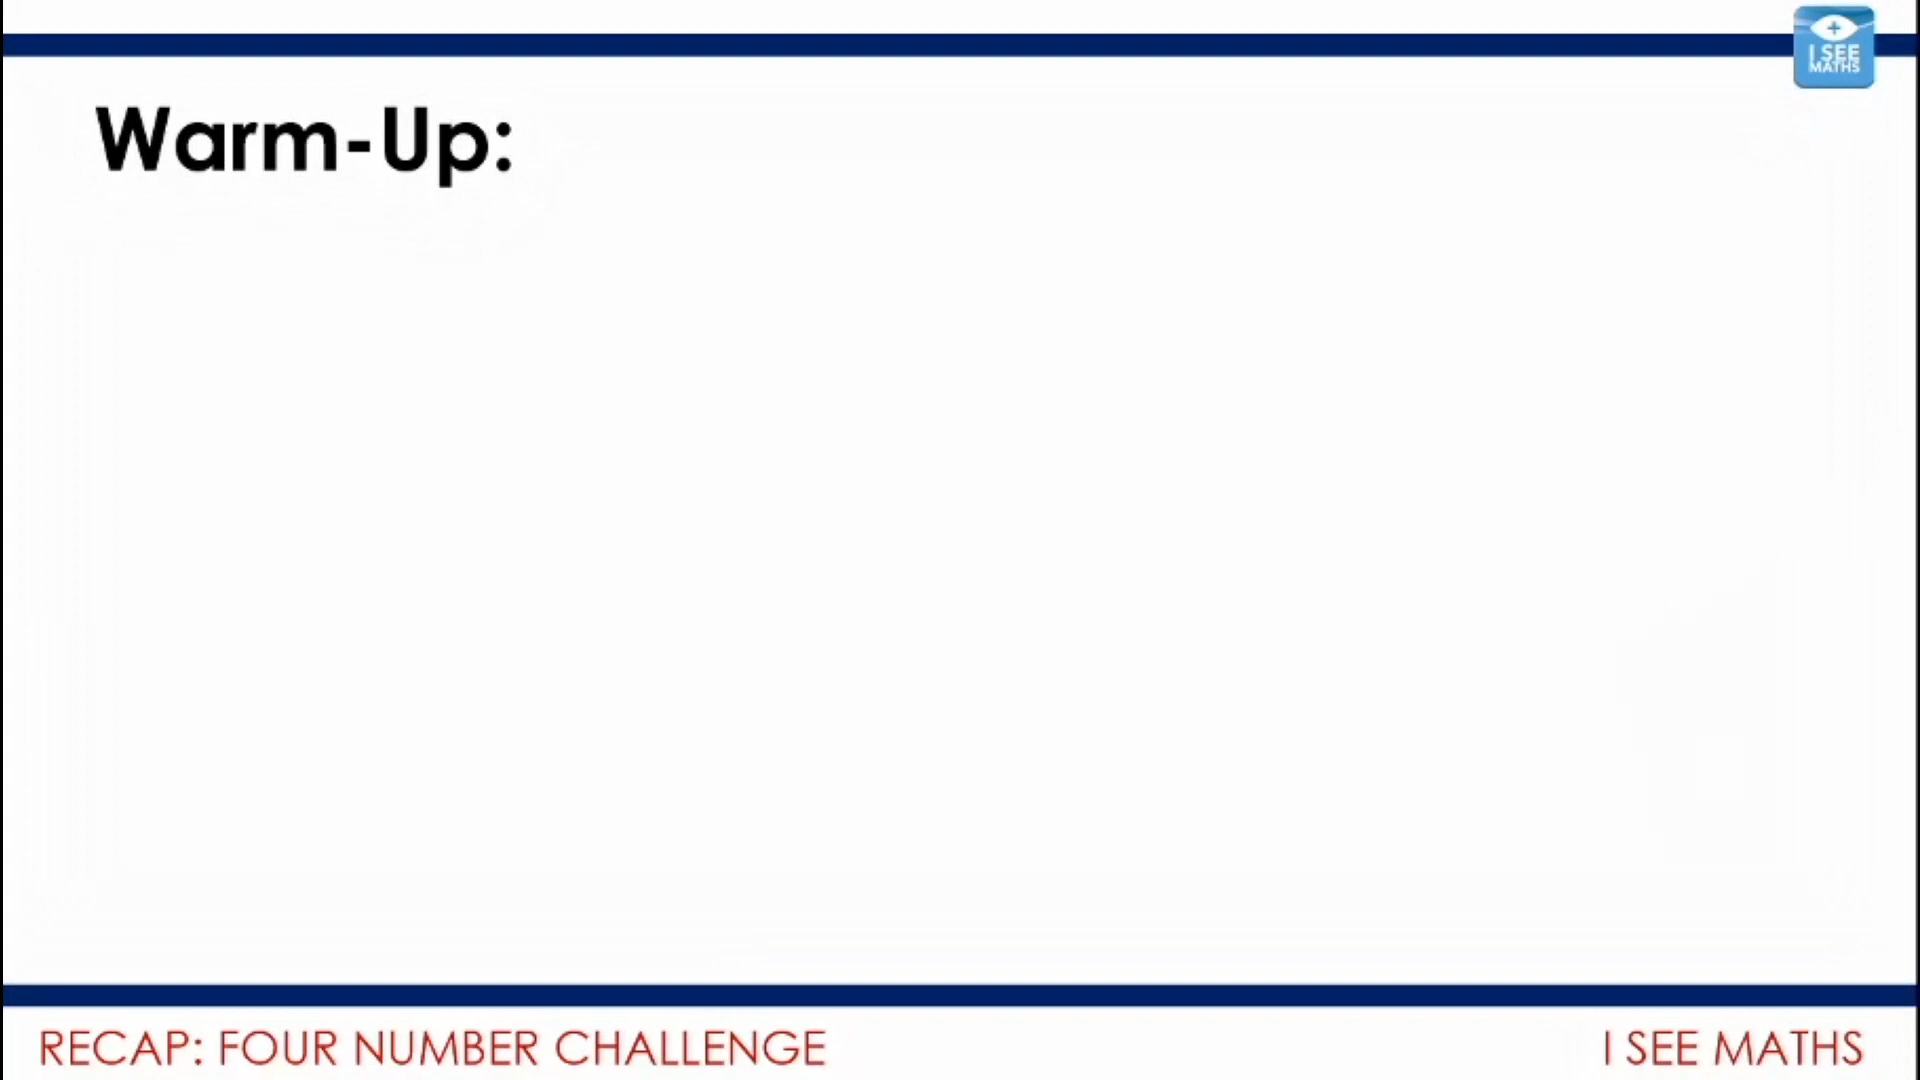 I SEE
MATHS
Warm-Up:
RECAP: FOUR NUMBER CHALLENGE
I SEE MATHS